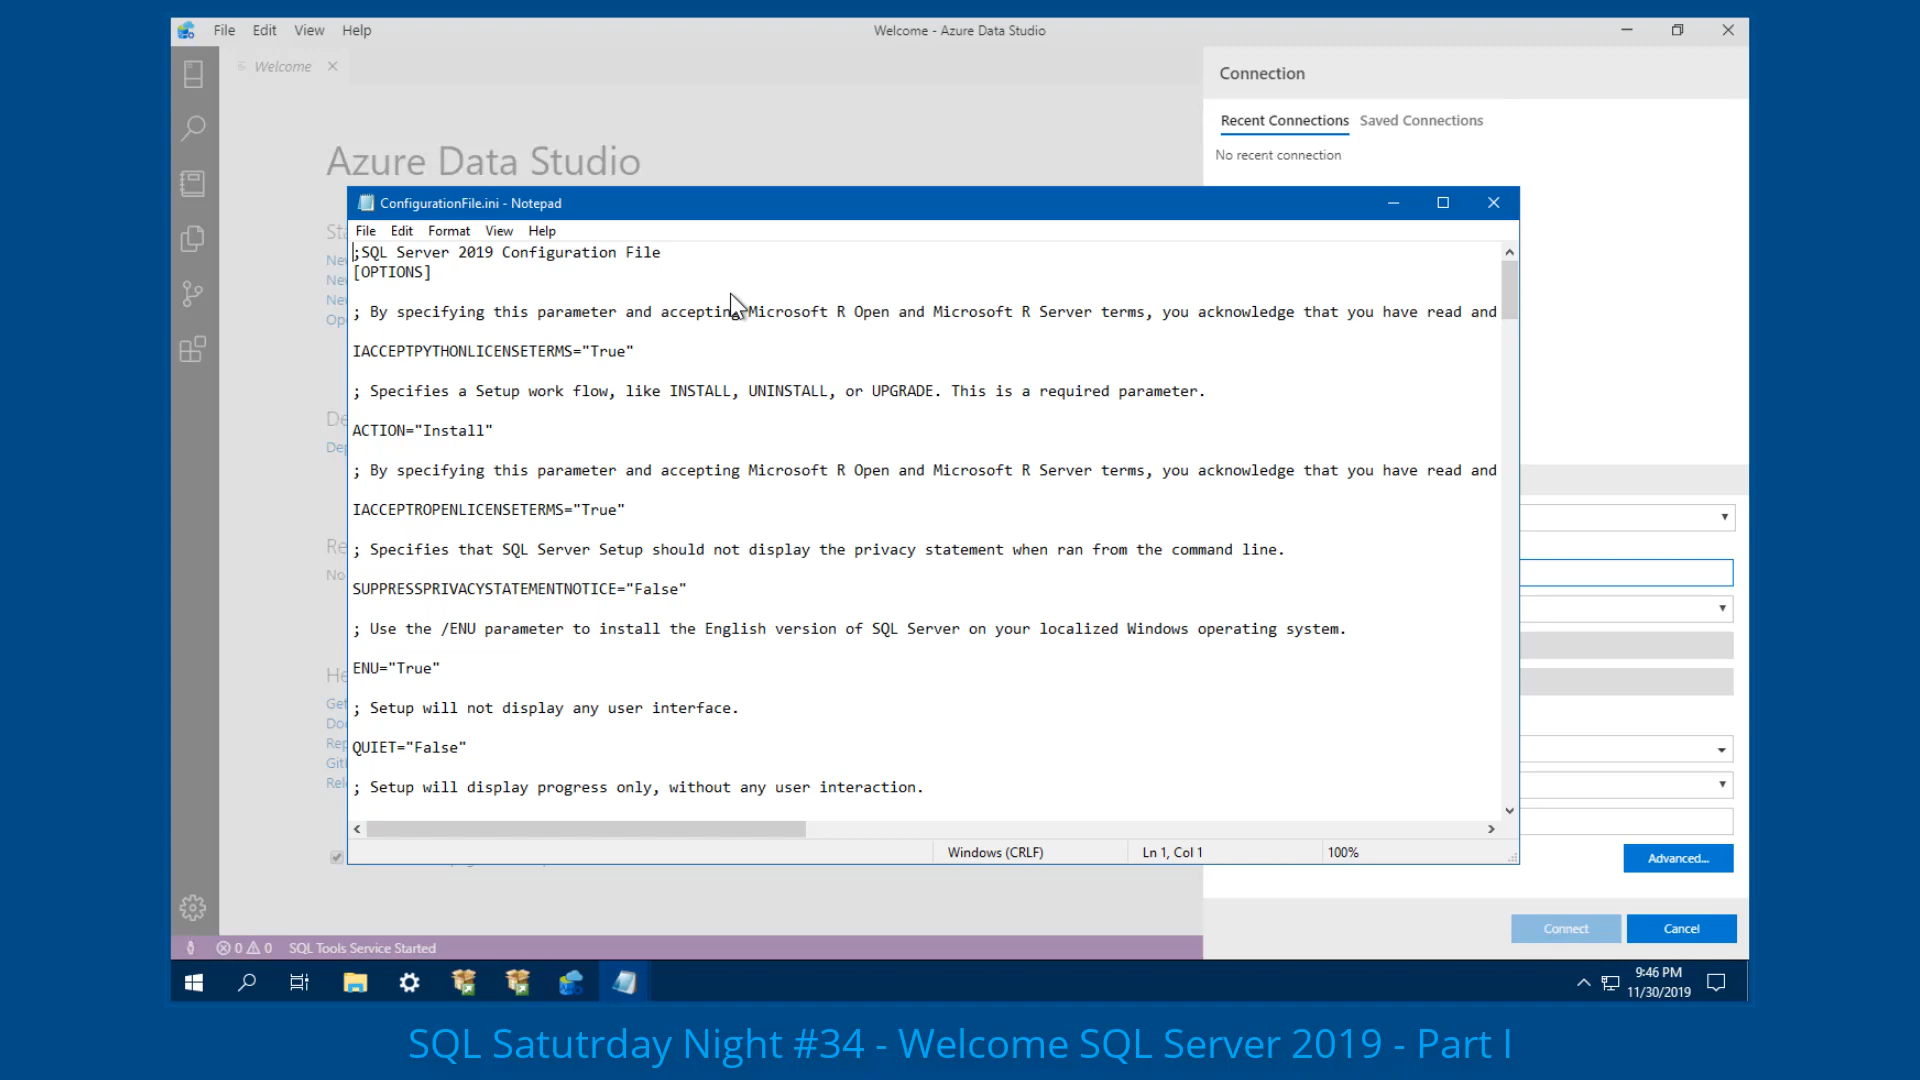 File Edit View Help
Welcome - Azure Data Studio
Welcome
Connection
Recent Connections Saved Connections
No recent connection
Azure Data Studio
ConfigurationFile.ini - Notepad
File Edit Format View Help
;SQL Server 2019 Configuration File
[OPTIONS]
; By specifying this parameter and accepting Microsoft R Open and Microsoft R Server terms, you acknowledge that you have read and
IACCEPTPYTHONLICENSETERMS="True"
; Specifies a Setup work flow, like INSTALL, UNINSTALL, or UPGRADE. This is a required parameter.
ACTION="Install"
; By specifying this parameter and accepting Microsoft R Open and Microsoft R Server terms, you acknowledge that you have read and
IACCEPTROPENLICENSETERMS="True"
; Specifies that SQL Server Setup should not display the privacy statement when ran from the command line.
SUPPRESSPRIVACYSTATEMENTNOTICE="False"
; Use the /ENU parameter to install the English version of SQL Server on your localized Windows operating system.
ENU="True"
; Setup will not display any user interface.
QUIET="False"
; Setup will display progress only, without any user interaction.
Windows (CRLF) Ln 1, Col 1 100%
Advanced...
Connect Cancel
0 0 SQL Tools Service Started
9:46 PM
11/30/2019
SQL Satutrday Night #34 - Welcome SQL Server 2019 - Part I